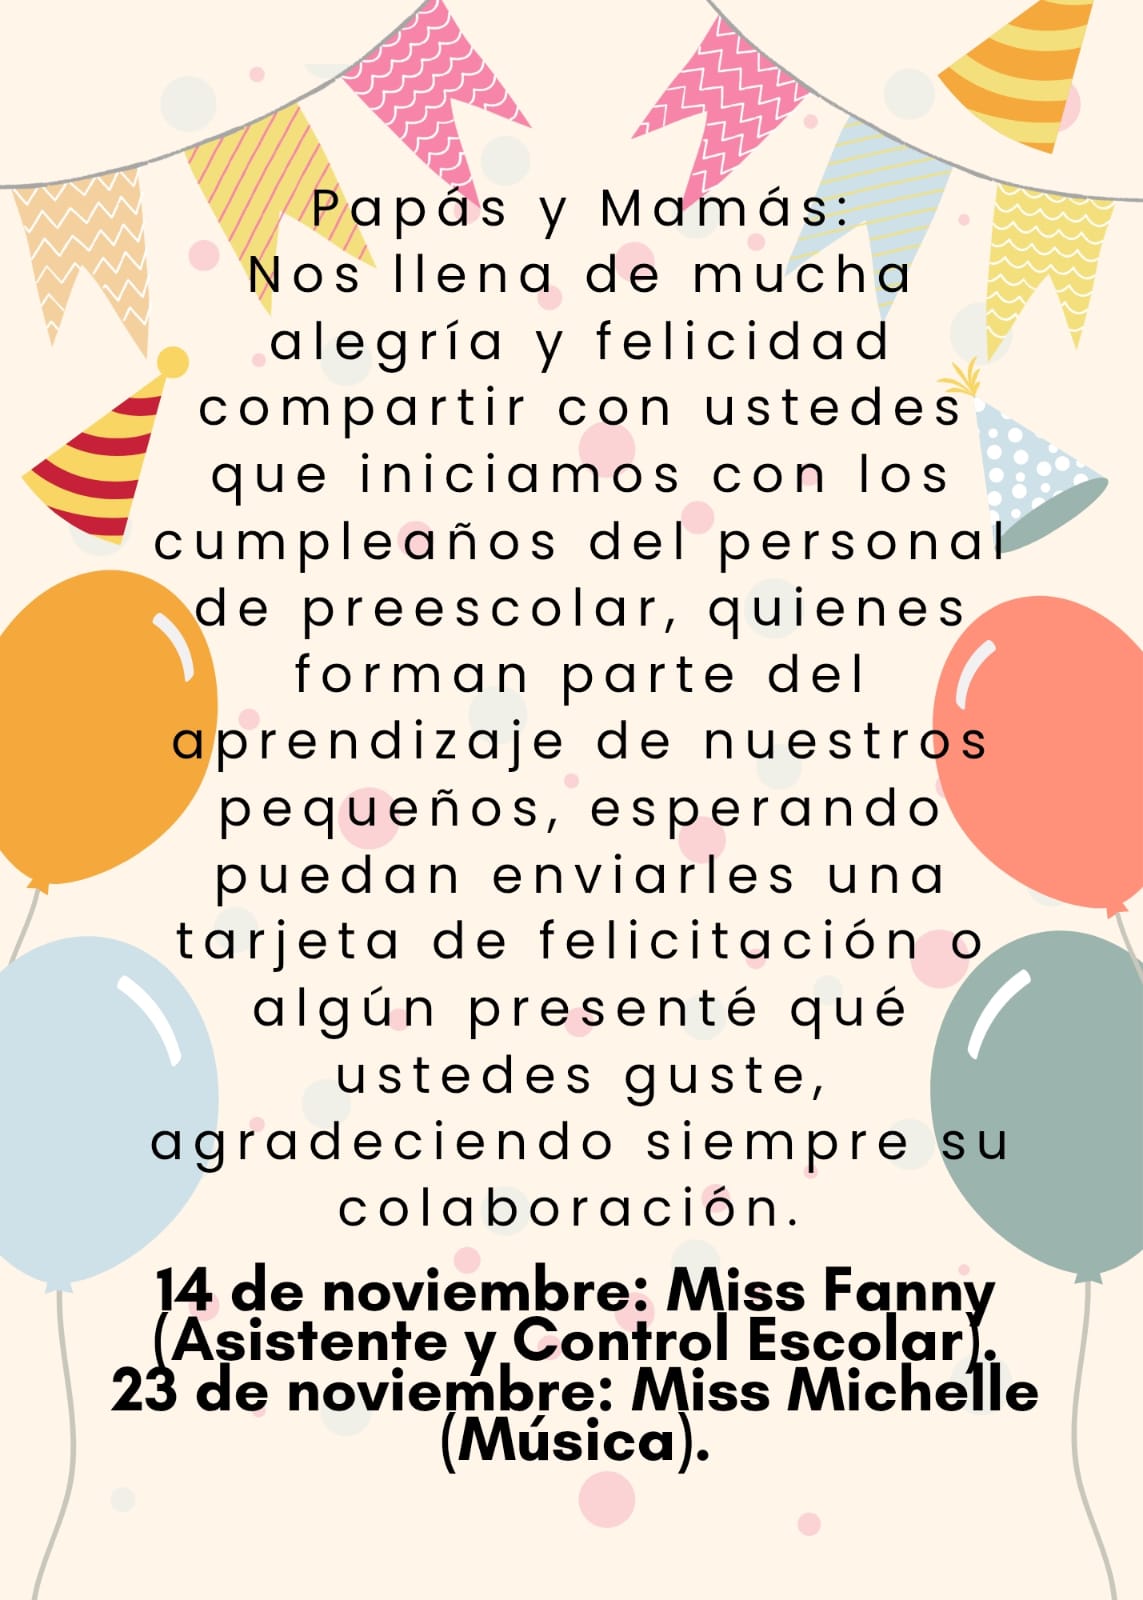 Papás y Mamás:
Nos llena de mucha
alegría y felicidad
compartir con ustedes
que iniciamos con los
cumpleaños del personal
de preescolar, quienes
forman parte del
aprendizaje de nuestros
pequeños, esperando
puedan enviarles una
tarjeta de felicitación o
algún presenté qué
ustedes guste,
agradeciendo siempre su
colaboración.
14 de noviembre: Miss Fanny
(Asistente y Control Escolar).
23 de noviembre: Miss Michelle
(Música).